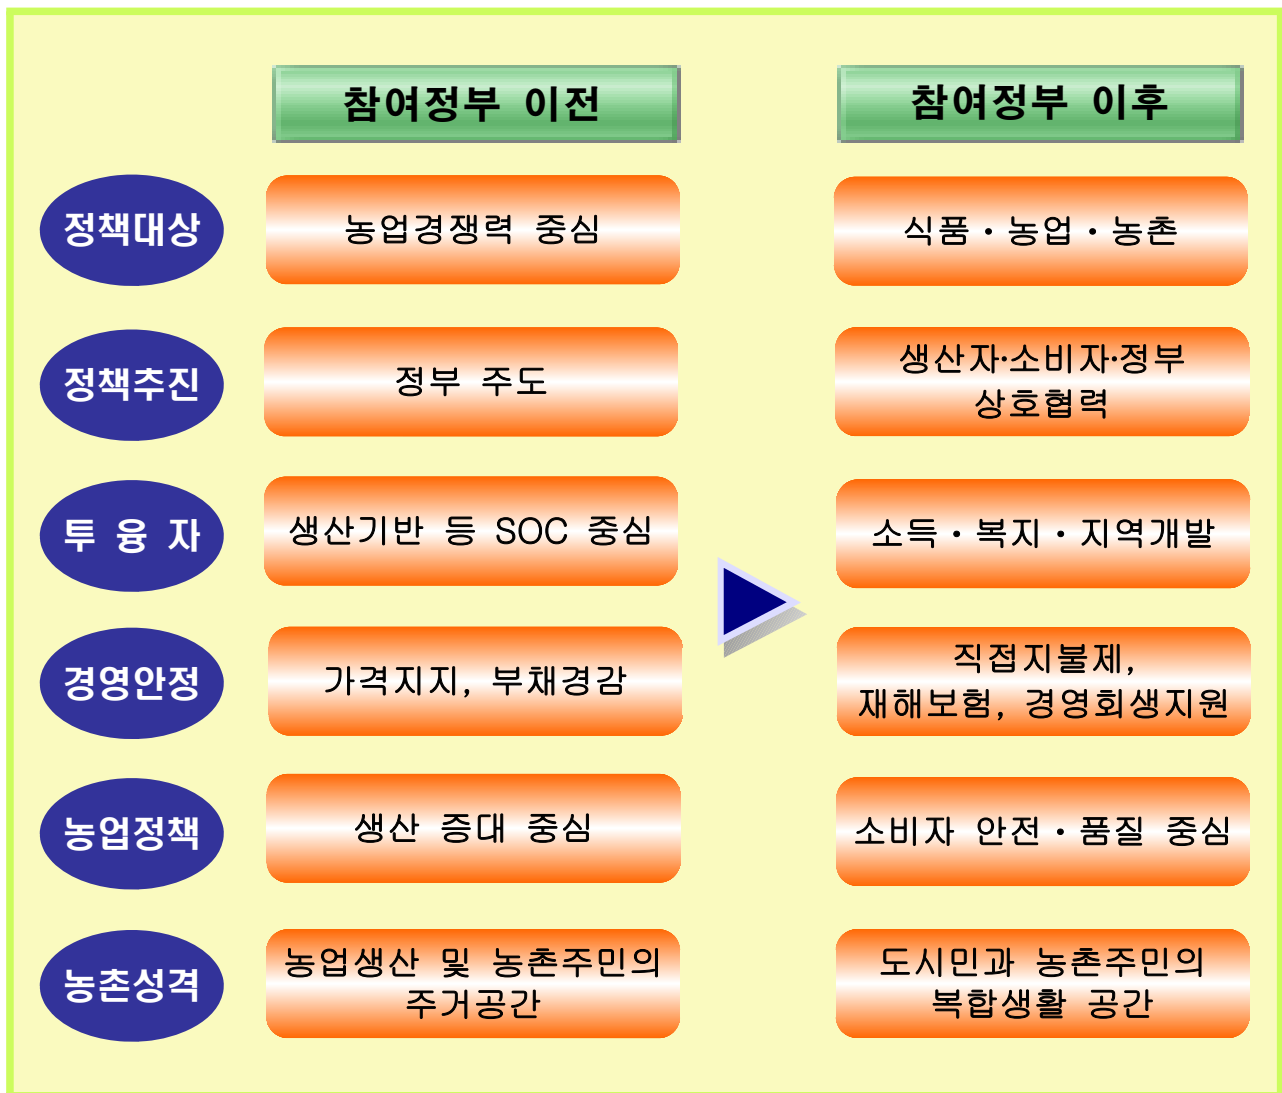 참여정부 이전
참여정부 이후
정책대상
농업경쟁력 중심
식품・농업・농촌
정책추진
정부 주도
생산자·소비자·정부
상호협력
투 융 자
생산기반 등 SOC 중심
소득・복지・지역개발
경영안정
가격지지, 부채경감
직접지불제,
재해보험, 경영회생지원
농업정책
생산 증대 중심
소비자 안전・품질 중심
농촌성격
농업생산 및 농촌주민의
주거공간
도시민과 농촌주민의
복합생활 공간